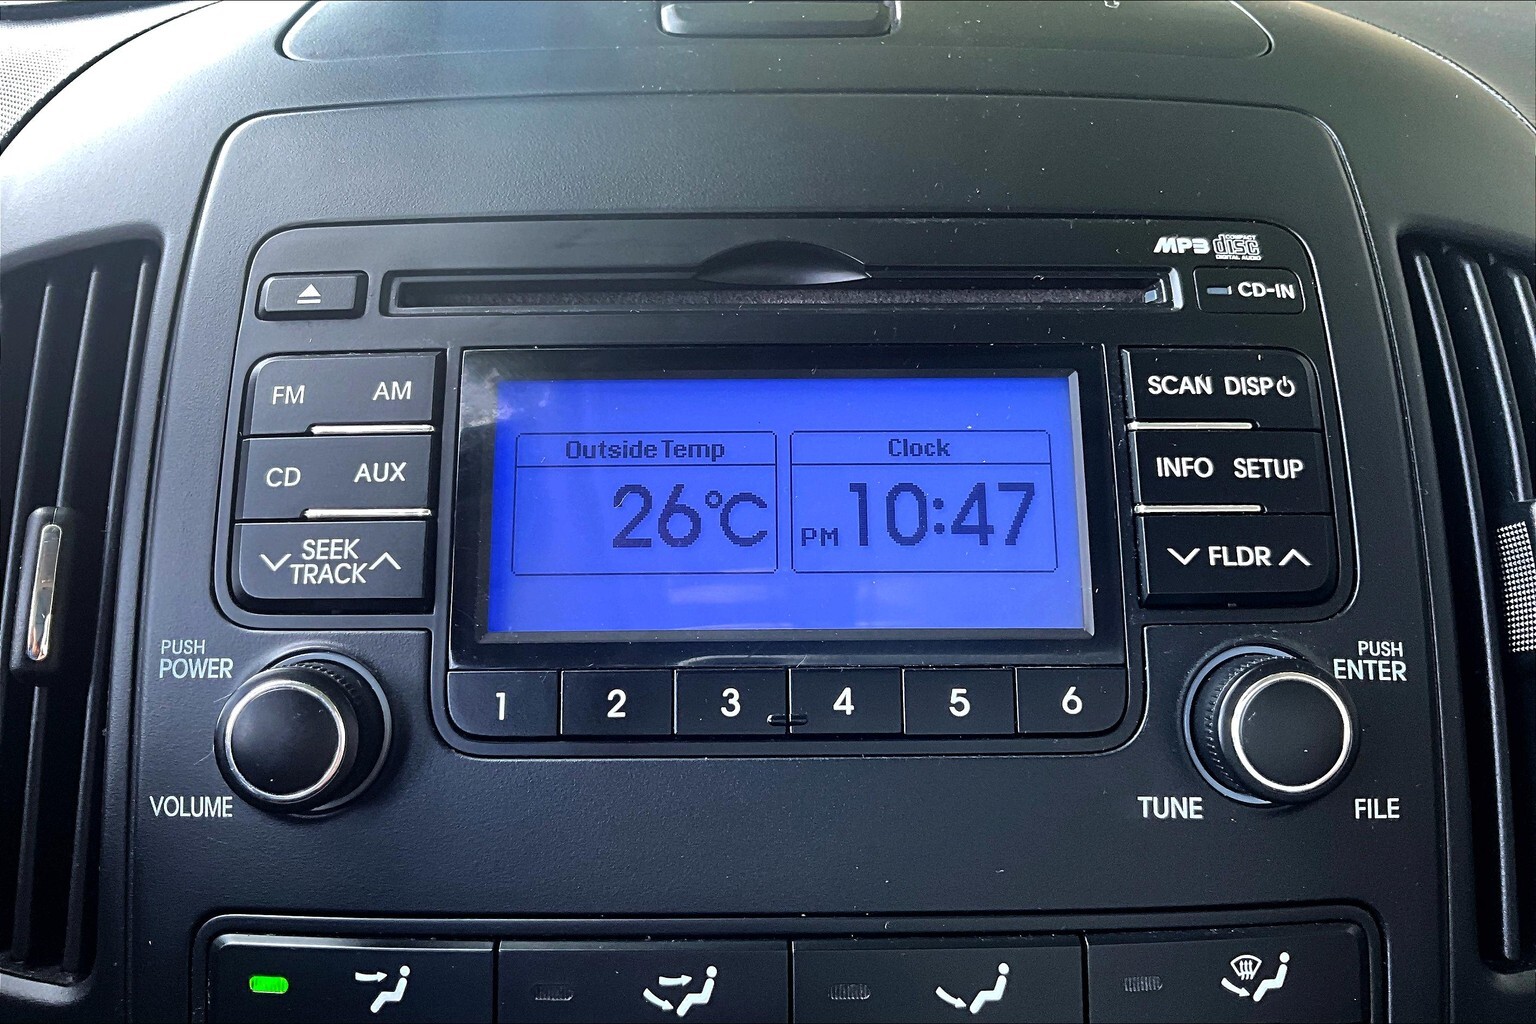 MP3 COMPACT disc DIGITAL AUDIO
CD-IN
FM AM
CD AUX
SEEK
TRACK
Outside Temp
26°C
Clock
PM 10:47
SCAN DISP
INFO SETUP
FLDR
1 2 3 4 5 6
PUSH
POWER
VOLUME
PUSH
ENTER
TUNE FILE